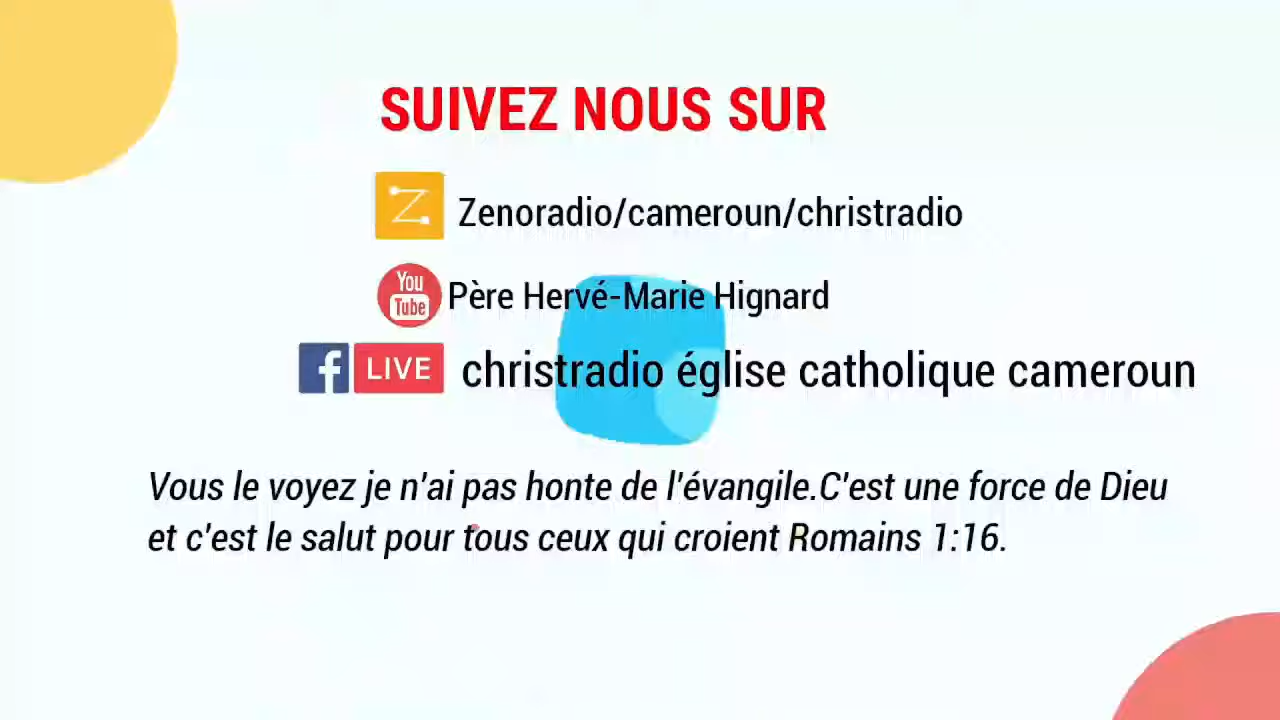 SUIVEZ NOUS SUR
Zenoradio/cameroun/christradio
You
Tube
Père Hervé-Marie Hignard
f LIVE christradio église catholique cameroun
Vous le voyez je n'ai pas honte de l'évangile.C'est une force de Dieu
et c'est le salut pour tous ceux qui croient Romains 1:16.